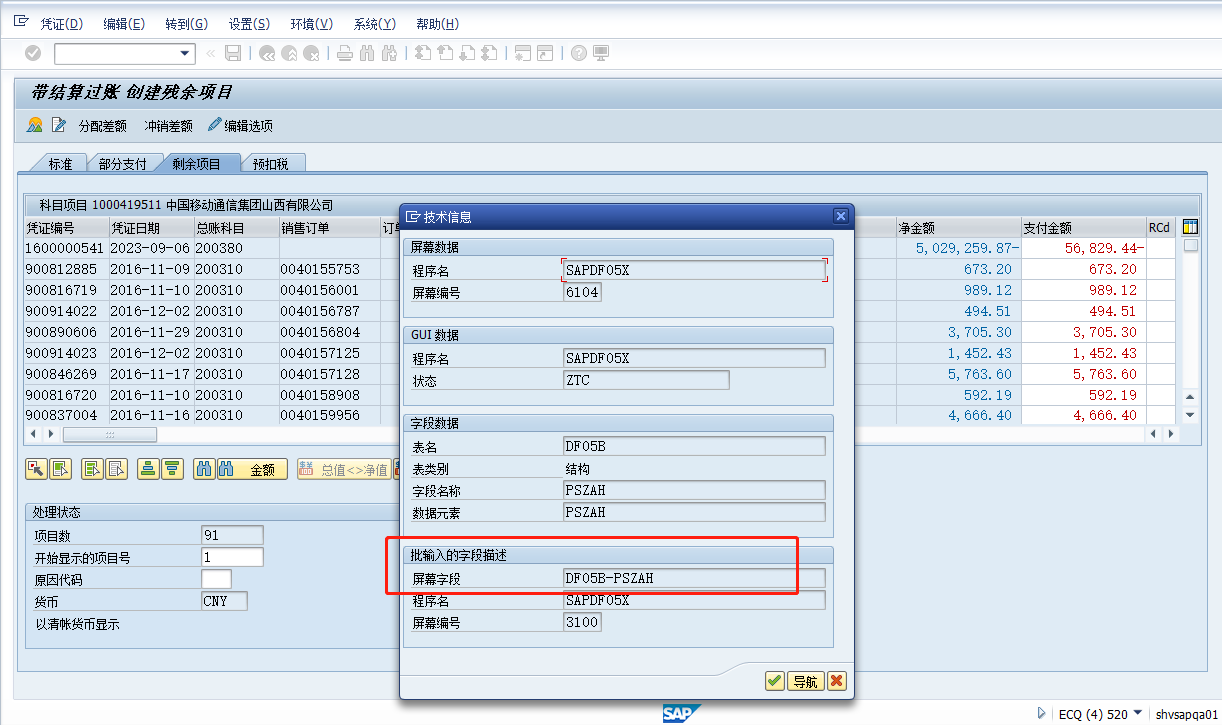 凭证(D) 编辑(E) 转到(G) 设置(S) 环境(V) 系统(Y) 帮助(H)
带结算过账 创建残余项目
分配差额 冲销差额 编辑选项
标准 部分支付 剩余项目 预扣税
科目项目 1000419511 中国移动通信集团山西有限公司
凭证编号 凭证日期 总账科目 销售订单 订单 净金额 支付金额 RCd
1600000541 2023-09-06 200380 5,029,259.87- 56,829.44-
900812885 2016-11-09 200310 0040155753 673.20 673.20
900816719 2016-11-10 200310 0040156001 989.12 989.12
900914022 2016-12-02 200310 0040156787 494.51 494.51
900890606 2016-11-29 200310 0040156804 3,705.30 3,705.30
900914023 2016-12-02 200310 0040157125 1,452.43 1,452.43
900846269 2016-11-17 200310 0040157128 5,763.60 5,763.60
900816720 2016-11-10 200310 0040158908 592.19 592.19
900837004 2016-11-16 200310 0040159956 4,666.40 4,666.40
金额 总值<>净值
处理状态
项目数 91
开始显示的项目号 1
原因代码
货币 CNY
以清帐货币显示
技术信息
屏幕数据
程序名 SAPDF05X
屏幕编号 6104
GUI 数据
程序名 SAPDF05X
状态 ZTC
字段数据
表名 DF05B
表类别 结构
字段名称 PSZAH
数据元素 PSZAH
批输入的字段描述
屏幕字段 DF05B-PSZAH
程序名 SAPDF05X
屏幕编号 3100
导航
SAP
ECQ (4) 520 shvsapqa01